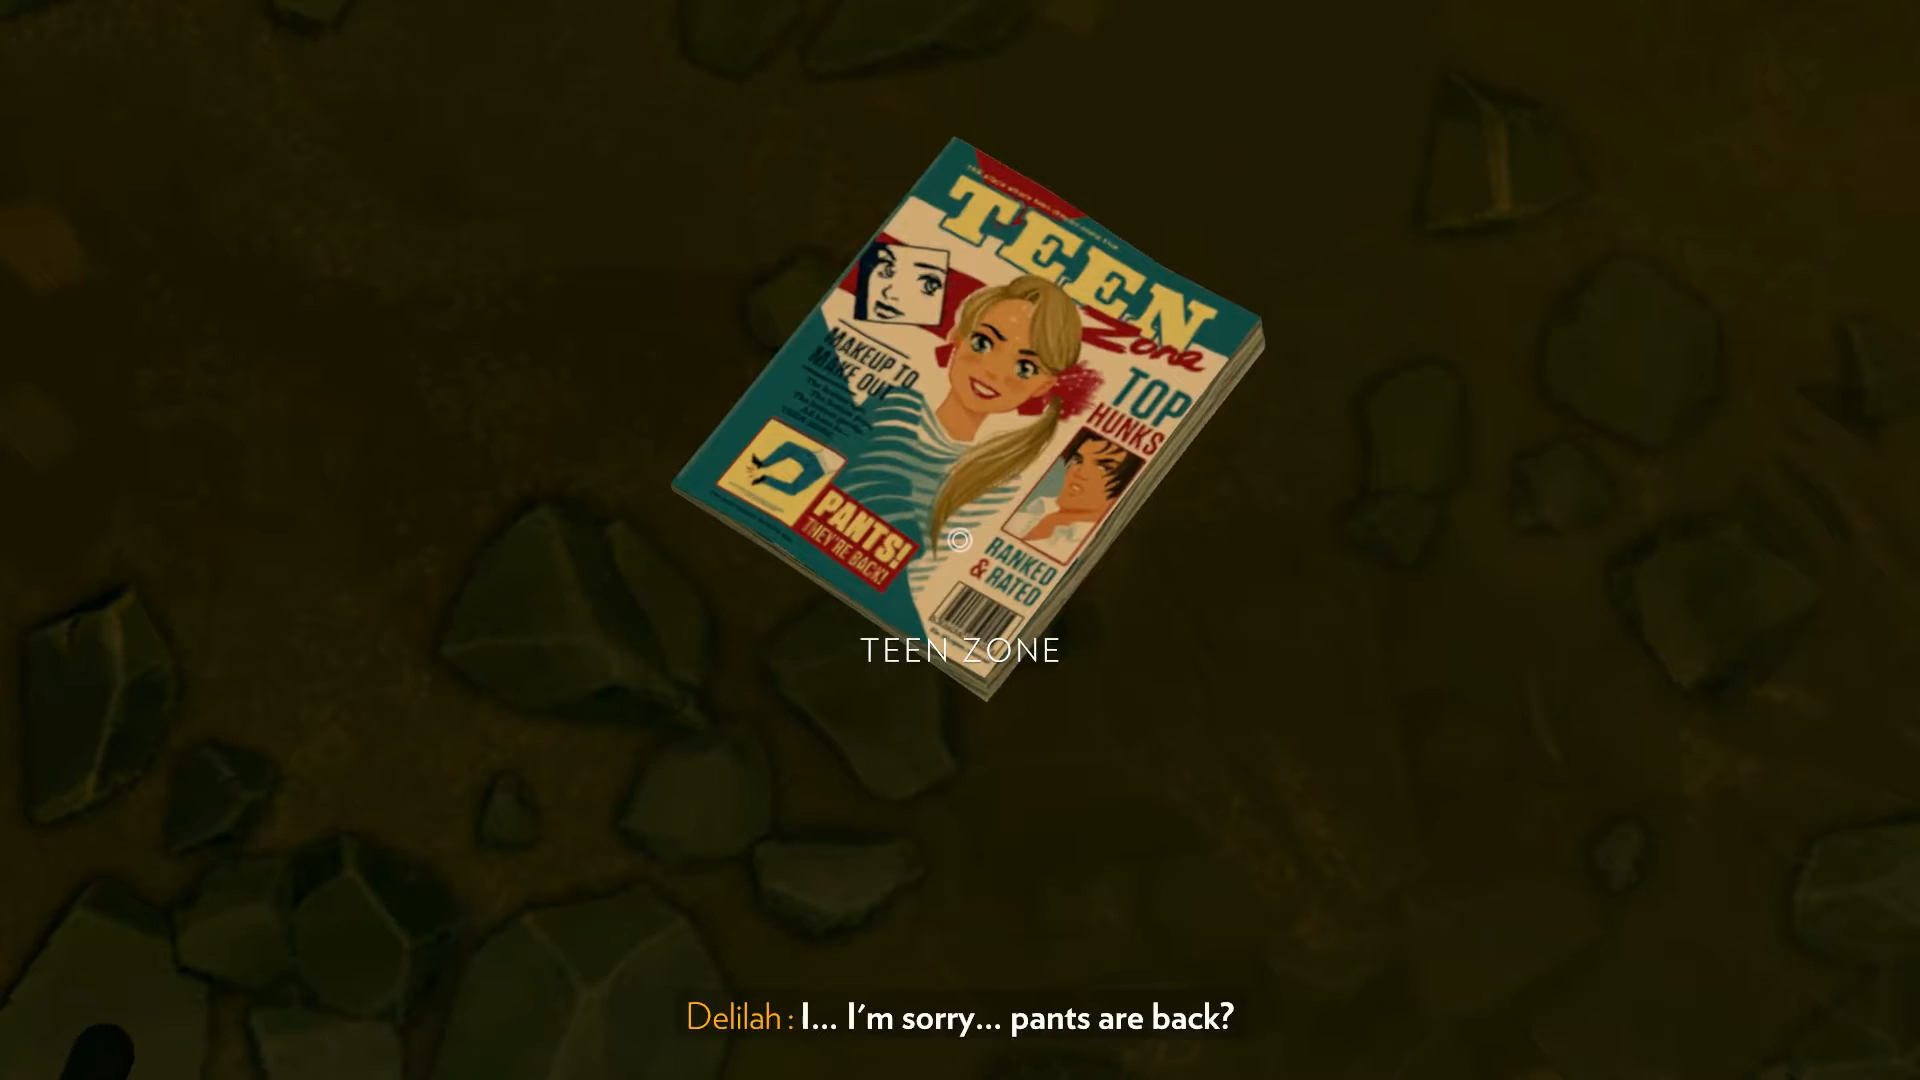 TEEN
Zone
MAKEUP TO
MAKE OUT
TOP
HUNKS
PANTS!
THEY'RE BACK!
RANKED
& RATED
TEEN ZONE
Delilah : I... I'm sorry... pants are back?